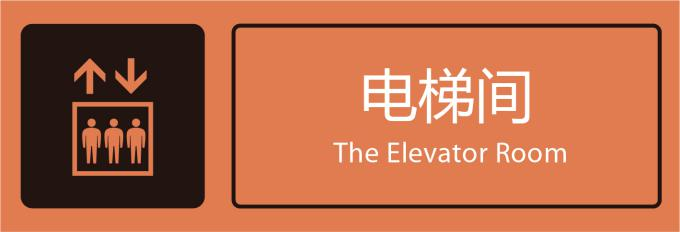 电梯间
The Elevator Room